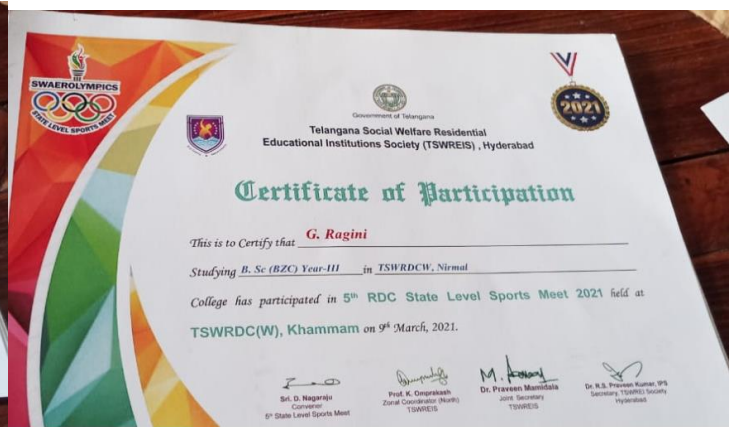 SWAEROLYMPICS
STATE LEVEL SPORTS MEET
2021
Government of Telangana
Telangana Social Welfare Residential
Educational Institutions Society (TSWREIS) , Hyderabad
Certificate of Participation
This is to Certify that G. Ragini
Studying B. Sc (BZC) Year-III in TSWRDCW, Nirmal
College has participated in 5th RDC State Level Sports Meet 2021 held at
TSWRDC(W), Khammam on 9th March, 2021.
Sri. D. Nagaraju
Convener
5th State Level Sports Meet
Prof. K. Omprakash
Zonal Coordinator (North)
TSWREIS
Dr. Praveen Mamidala
Joint Secretary
TSWREIS
Dr. R.S. Praveen Kumar, IPS
Secretary, TSWREI Society
Hyderabad